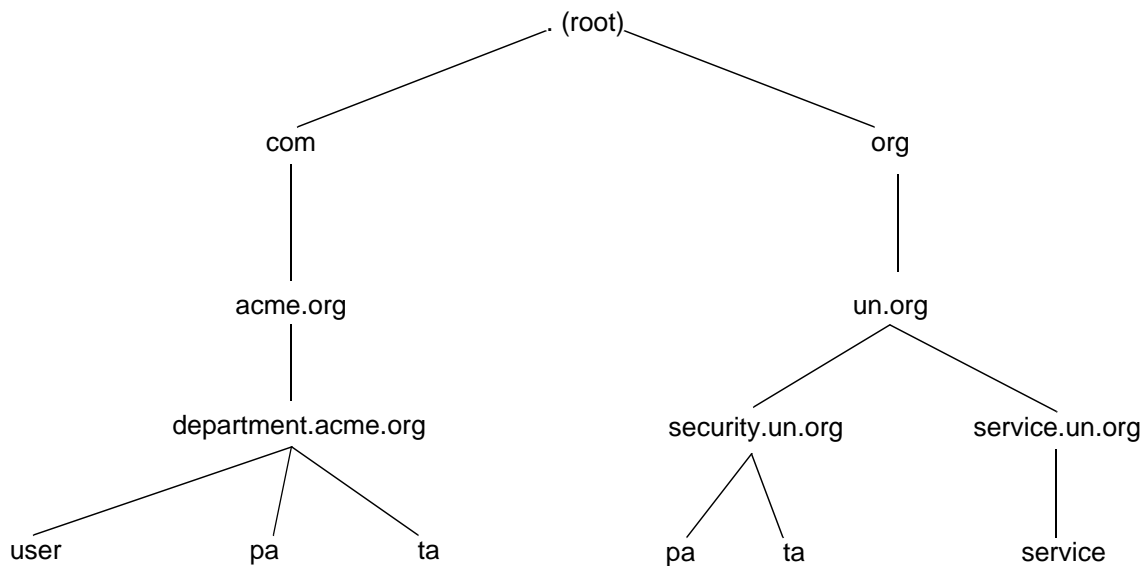 . (root)
com org
acme.org un.org
department.acme.org security.un.org service.un.org
user pa ta pa ta service